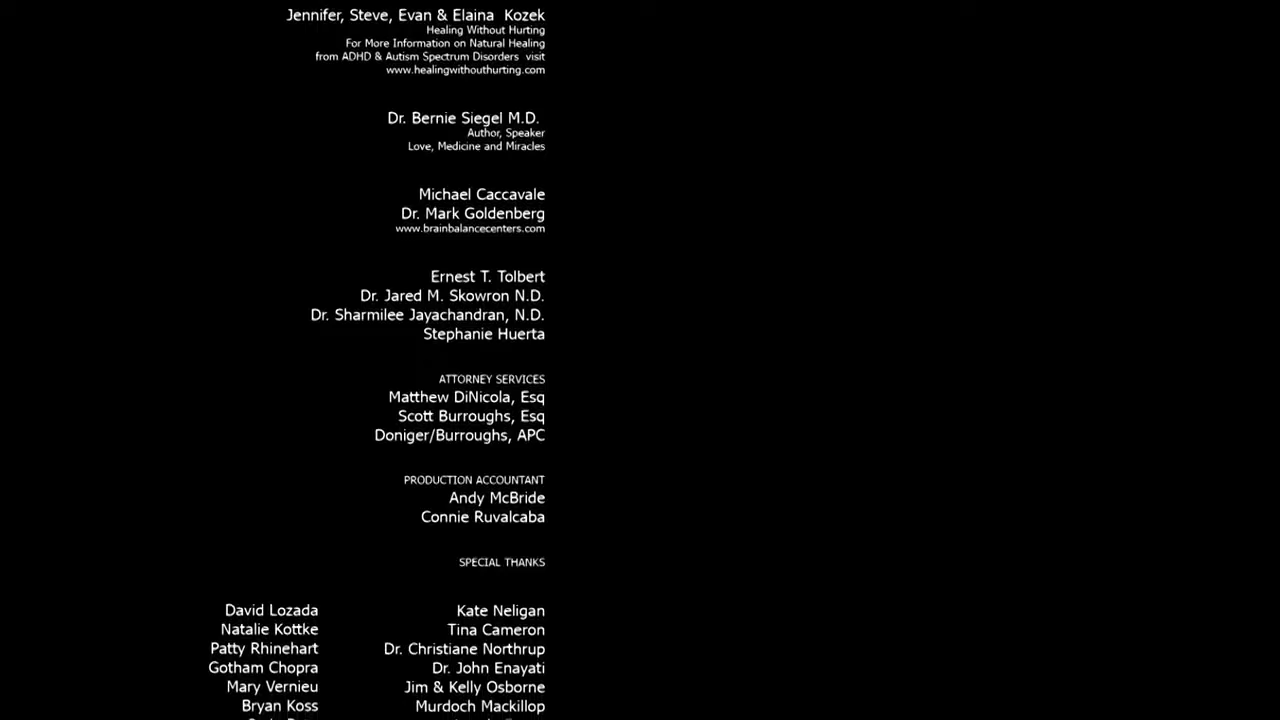 Jennifer, Steve, Evan & Elaina Kozek
Healing Without Hurting
For More Information on Natural Healing
from ADHD & Autism Spectrum Disorders visit
www.healingwithouthurting.com
Dr. Bernie Siegel M.D.
Author, Speaker
Love, Medicine and Miracles
Michael Caccavale
Dr. Mark Goldenberg
www.brainbalancecenters.com
Ernest T. Tolbert
Dr. Jared M. Skowron N.D.
Dr. Sharmilee Jayachandran, N.D.
Stephanie Huerta
ATTORNEY SERVICES
Matthew DiNicola, Esq
Scott Burroughs, Esq
Doniger/Burroughs, APC
PRODUCTION ACCOUNTANT
Andy McBride
Connie Ruvalcaba
SPECIAL THANKS
David Lozada Kate Neligan
Natalie Kottke Tina Cameron
Patty Rhinehart Dr. Christiane Northrup
Gotham Chopra Dr. John Enayati
Mary Vernieu Jim & Kelly Osborne
Bryan Koss Murdoch Mackillop